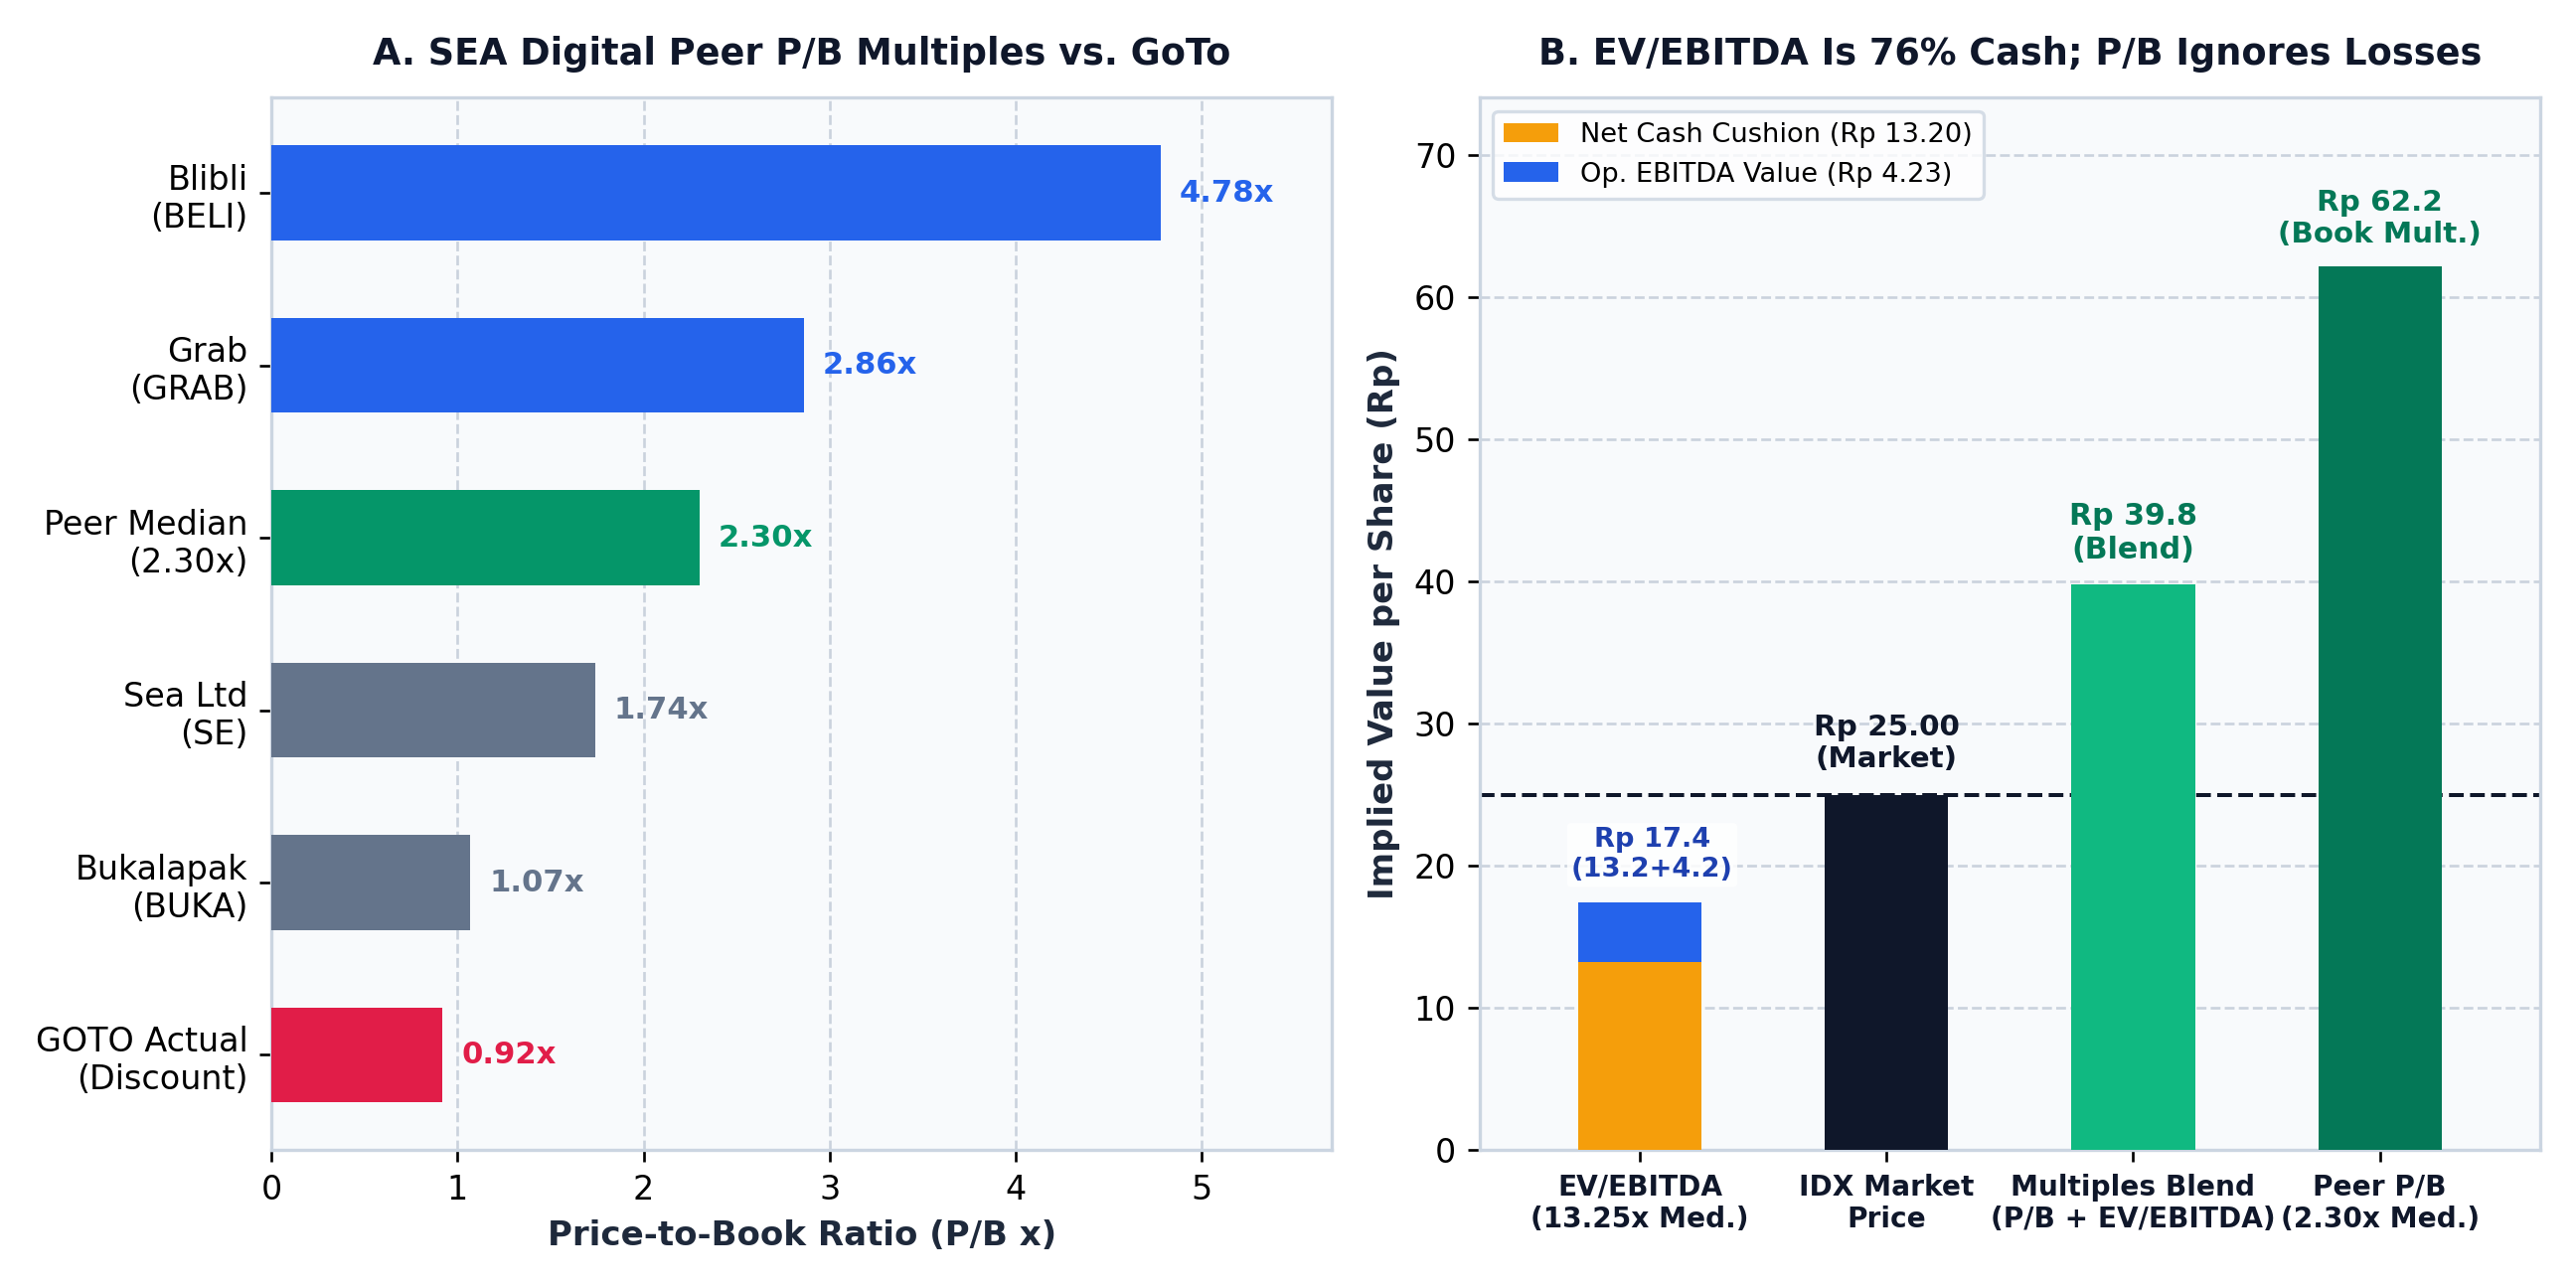 A. SEA Digital Peer P/B Multiples vs. GoTo
Blibli
(BELI)
4.78x
Grab
(GRAB)
2.86x
Peer Median
(2.30x)
2.30x
Sea Ltd
(SE)
1.74x
Bukalapak
(BUKA)
1.07x
GOTO Actual
(Discount)
0.92x
0 1 2 3 4 5
Price-to-Book Ratio (P/B x)
B. EV/EBITDA Is 76% Cash; P/B Ignores Losses
Net Cash Cushion (Rp 13.20)
Op. EBITDA Value (Rp 4.23)
Implied Value per Share (Rp)
70
60
50
40
30
20
10
0
Rp 17.4
(13.2+4.2)
Rp 25.00
(Market)
Rp 39.8
(Blend)
Rp 62.2
(Book Mult.)
EV/EBITDA
(13.25x Med.)
IDX Market
Price
Multiples Blend
(P/B + EV/EBITDA)
Peer P/B
(2.30x Med.)